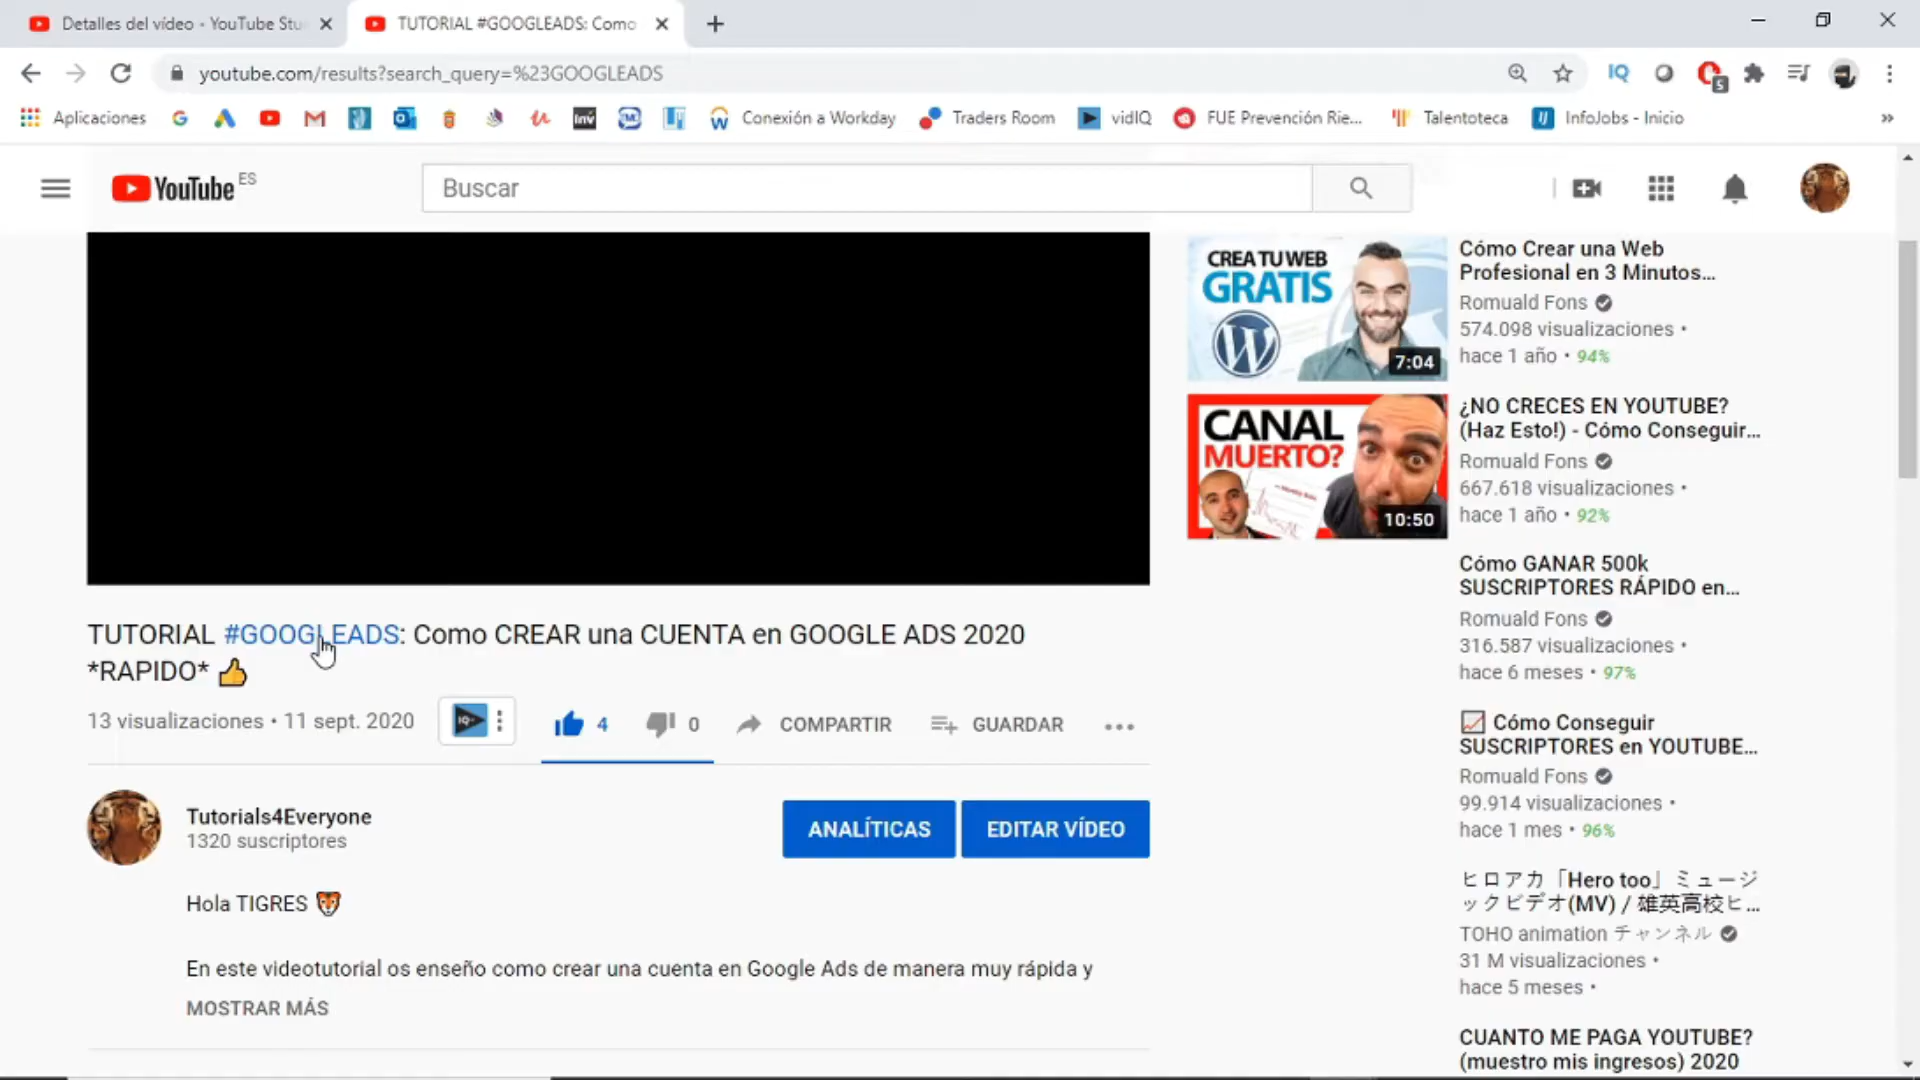 Detalles del vídeo - YouTube Stu
TUTORIAL #GOOGLEADS: Como
youtube.com/results?search_query=%23GOOGLEADS
IQ
5
Aplicaciones
Conexión a Workday
Traders Room
vidIQ
FUE Prevención Rie...
Talentoteca
InfoJobs - Inicio
»
YouTube ES
Buscar
CREA TU WEB
GRATIS
7:04
Cómo Crear una Web
Profesional en 3 Minutos...
Romuald Fons
574.098 visualizaciones •
hace 1 año • 94%
CANAL
MUERTO?
10:50
¿NO CRECES EN YOUTUBE?
(Haz Esto!) - Cómo Conseguir...
Romuald Fons
667.618 visualizaciones •
hace 1 año • 92%
Cómo GANAR 500k
SUSCRIPTORES RÁPIDO en...
Romuald Fons
316.587 visualizaciones •
hace 6 meses • 97%
📈 Cómo Conseguir
SUSCRIPTORES en YOUTUBE...
Romuald Fons
99.914 visualizaciones •
hace 1 mes • 96%
ヒロアカ「Hero too」ミュージ
ックビデオ(MV) / 雄英高校ヒ...
TOHO animation チャンネル
31 M visualizaciones •
hace 5 meses •
CUANTO ME PAGA YOUTUBE?
(muestro mis ingresos) 2020
TUTORIAL #GOOGLEADS: Como CREAR una CUENTA en GOOGLE ADS 2020
*RAPIDO* 👍
13 visualizaciones • 11 sept. 2020
IQ
4
0
COMPARTIR
GUARDAR
Tutorials4Everyone
1320 suscriptores
ANALÍTICAS
EDITAR VÍDEO
Hola TIGRES 🐯
En este videotutorial os enseño como crear una cuenta en Google Ads de manera muy rápida y
MOSTRAR MÁS